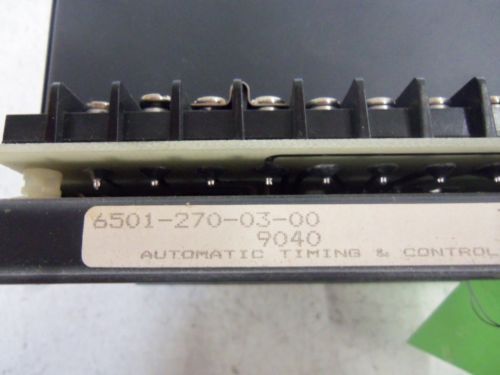 6501-270-03-00
9040
AUTOMATIC TIMING & CONTROL